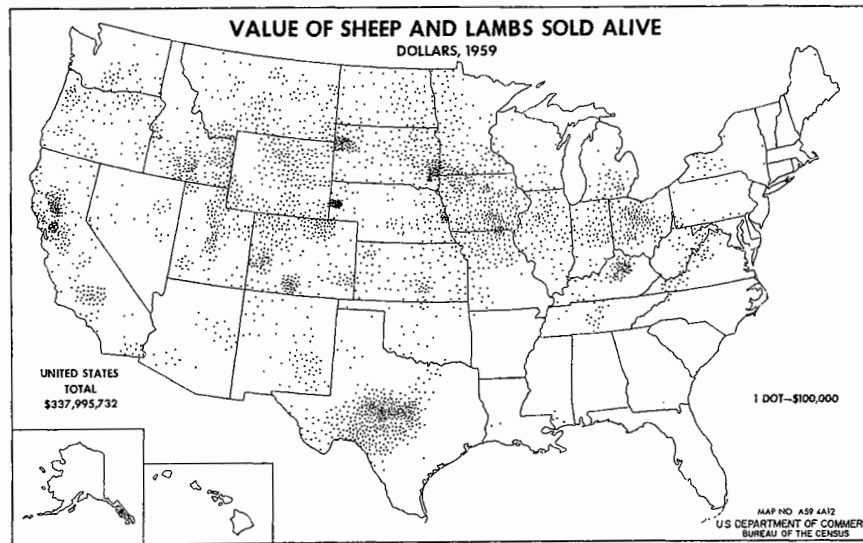 VALUE OF SHEEP AND LAMBS SOLD ALIVE
DOLLARS, 1959
UNITED STATES
TOTAL
$337,995,732
1 DOT—$100,000
MAP NO. A59 4A12
U.S. DEPARTMENT OF COMMER
BUREAU OF THE CENSUS